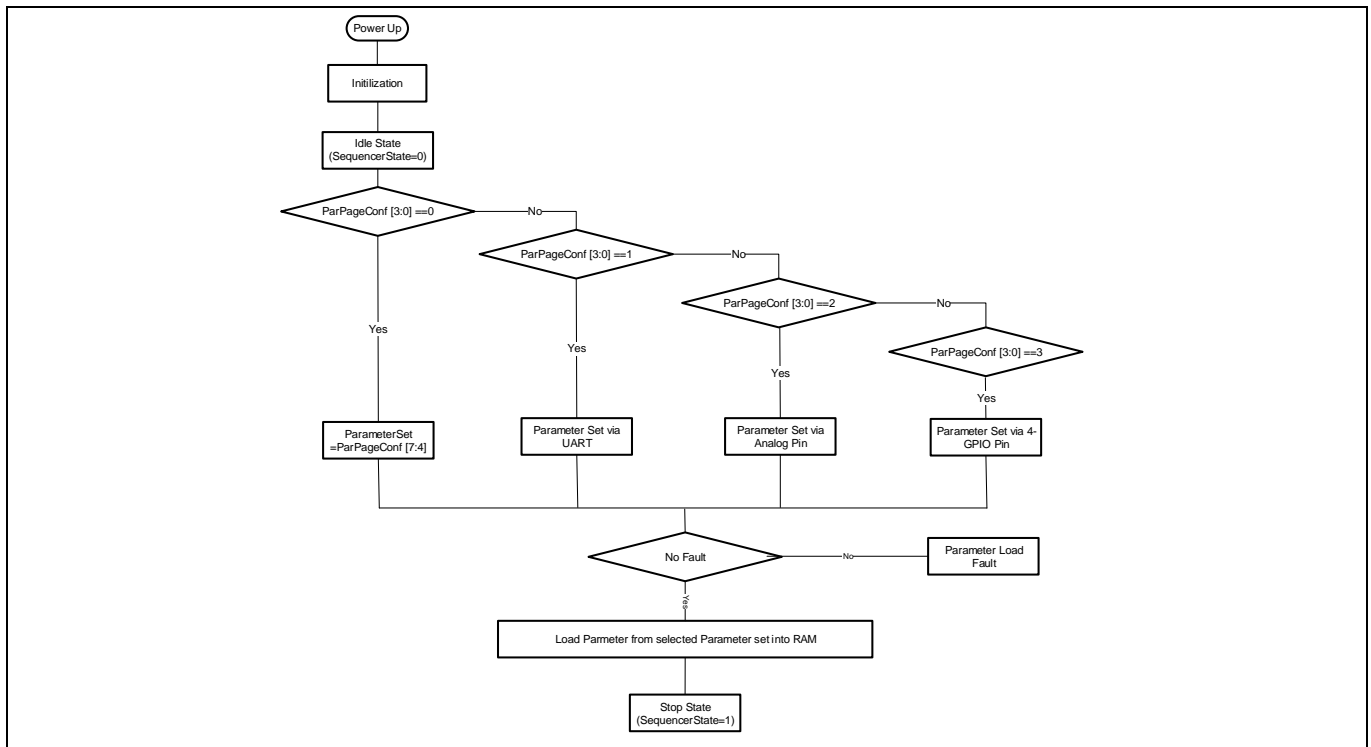 Power Up
Initilization
Idle State
(SequencerState=0)
ParPageConf [3:0] ==0
No
ParPageConf [3:0] ==1
No
ParPageConf [3:0] ==2
No
ParPageConf [3:0] ==3
Yes
Yes
Yes
Yes
ParameterSet
=ParPageConf [7:4]
Parameter Set via
UART
Parameter Set via
Analog Pin
Parameter Set via 4-
GPIO Pin
No Fault
No
Parameter Load
Fault
Yes
Load Parmeter from selected Parameter set into RAM
Stop State
(SequencerState=1)